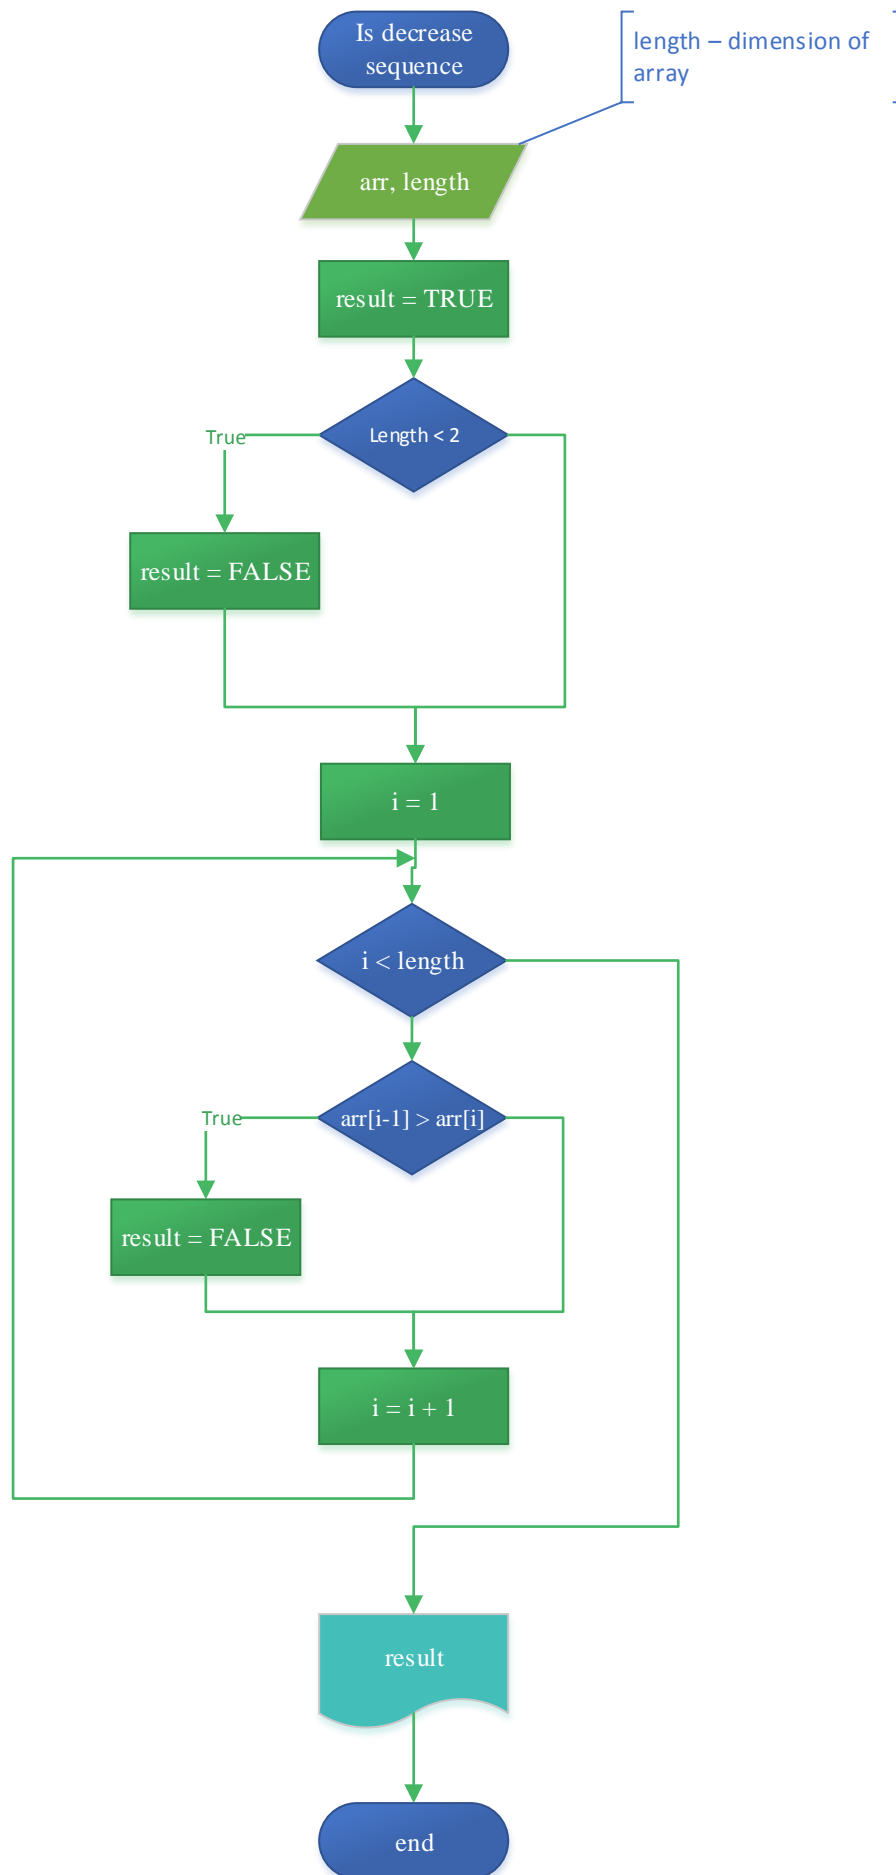 Is decrease
sequence
length – dimension of
array
arr, length
result = TRUE
Length < 2
True
result = FALSE
i = 1
i < length
arr[i-1] > arr[i]
True
result = FALSE
i = i + 1
result
end